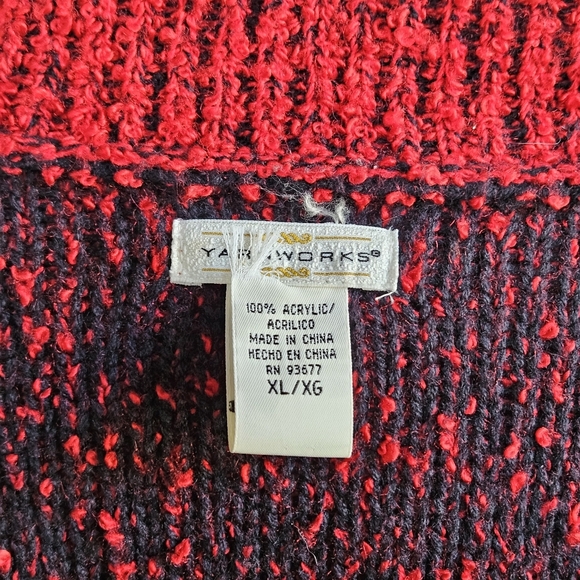 YARNWORKS®
100% ACRYLIC/
ACRILICO
MADE IN CHINA
HECHO EN CHINA
RN 93677
XL/XG